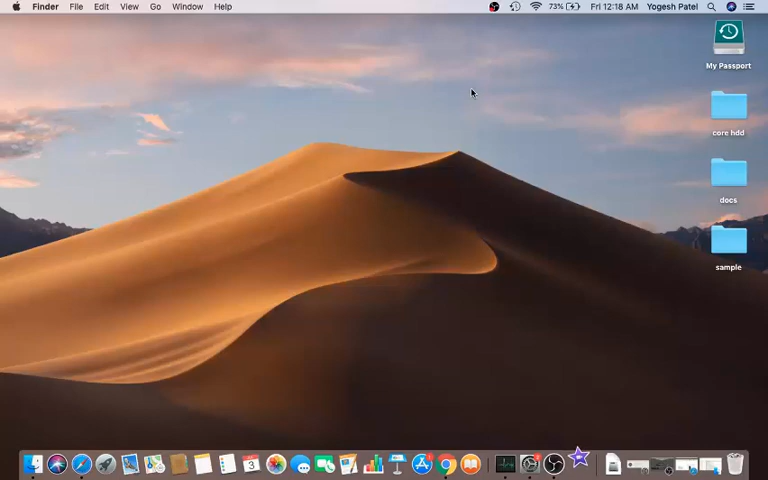 Finder File Edit View Go Window Help 73% Fri 12:18 AM Yogesh Patel
My Passport
core hdd
docs
sample
3